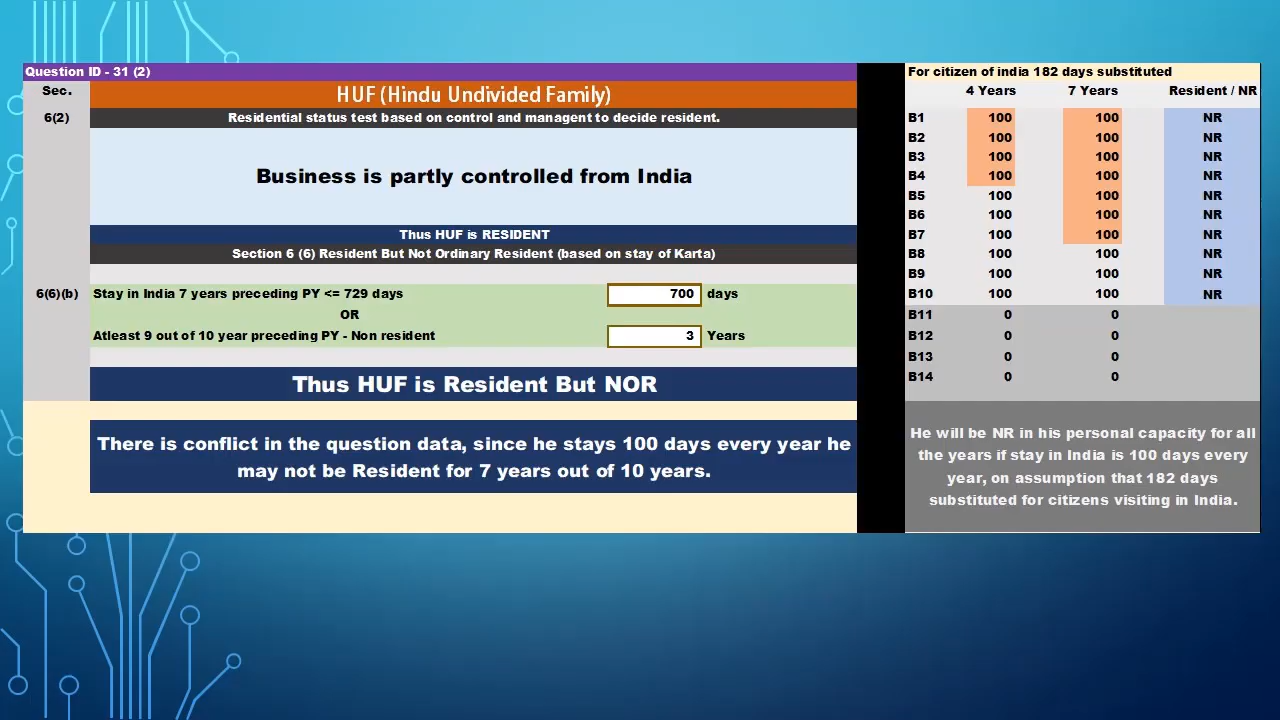 Question ID - 31 (2)
Sec.
HUF (Hindu Undivided Family)
6(2)
Residential status test based on control and managent to decide resident.
Business is partly controlled from India
Thus HUF is RESIDENT
Section 6 (6) Resident But Not Ordinary Resident (based on stay of Karta)
6(6)(b) Stay in India 7 years preceding PY <= 729 days 700 days
OR
Atleast 9 out of 10 year preceding PY - Non resident 3 Years
Thus HUF is Resident But NOR
There is conflict in the question data, since he stays 100 days every year he
may not be Resident for 7 years out of 10 years.
For citizen of india 182 days substituted
4 Years 7 Years Resident / NR
B1 100 100 NR
B2 100 100 NR
B3 100 100 NR
B4 100 100 NR
B5 100 100 NR
B6 100 100 NR
B7 100 100 NR
B8 100 100 NR
B9 100 100 NR
B10 100 100 NR
B11 0 0
B12 0 0
B13 0 0
B14 0 0
He will be NR in his personal capacity for all
the years if stay in India is 100 days every
year, on assumption that 182 days
substituted for citizens visiting in India.